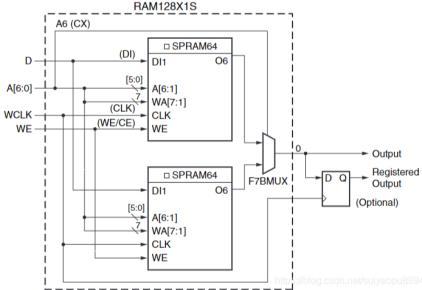 RAM128X1S
A6 (CX)
SPRAM64
D
(DI)
DI1
O6
A[6:0]
[5:0]
A[6:1]
7
WA[7:1]
WCLK
(CLK)
CLK
WE
(WE/CE)
WE
0
Output
F7BMUX
D Q
Registered
Output
(Optional)
SPRAM64
DI1
O6
[5:0]
A[6:1]
7
WA[7:1]
CLK
WE